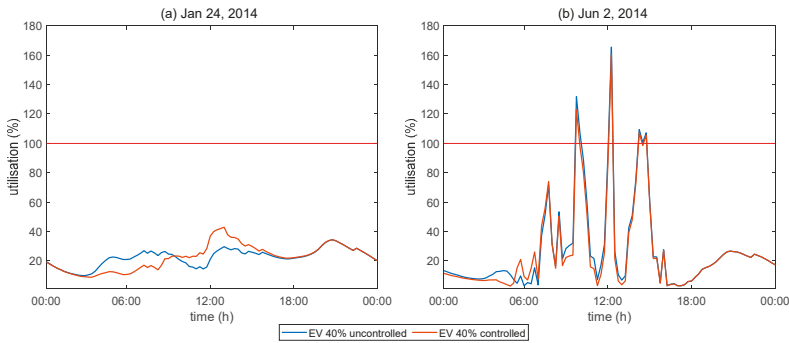 (a) Jan 24, 2014
180
160
140
120
100
80
60
40
20
utilisation (%)
00:00 06:00 12:00 18:00 00:00
time (h)
(b) Jun 2, 2014
180
160
140
120
100
80
60
40
20
utilisation (%)
00:00 06:00 12:00 18:00 00:00
time (h)
EV 40% uncontrolled EV 40% controlled